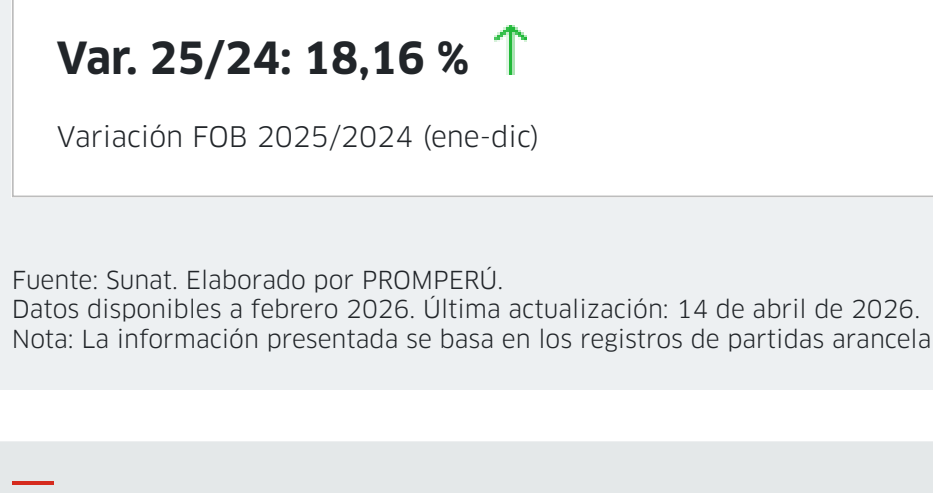 Var. 25/24: 18,16 %
Variación FOB 2025/2024 (ene-dic)
Fuente: Sunat. Elaborado por PROMPERÚ.
Datos disponibles a febrero 2026. Última actualización: 14 de abril de 2026.
Nota: La información presentada se basa en los registros de partidas arancela